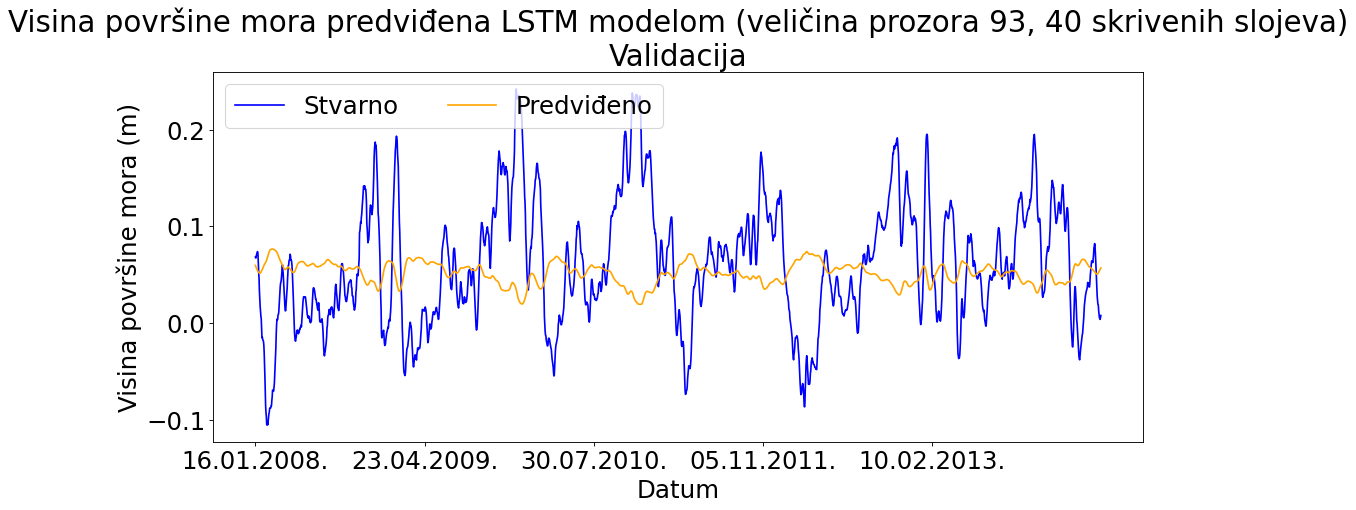 Visina površine mora predviđena LSTM modelom (veličina prozora 93, 40 skrivenih slojeva)
Validacija
Stvarno
Predviđeno
Visina površine mora (m)
0.2
0.1
0.0
−0.1
16.01.2008.
23.04.2009.
30.07.2010.
05.11.2011.
10.02.2013.
Datum